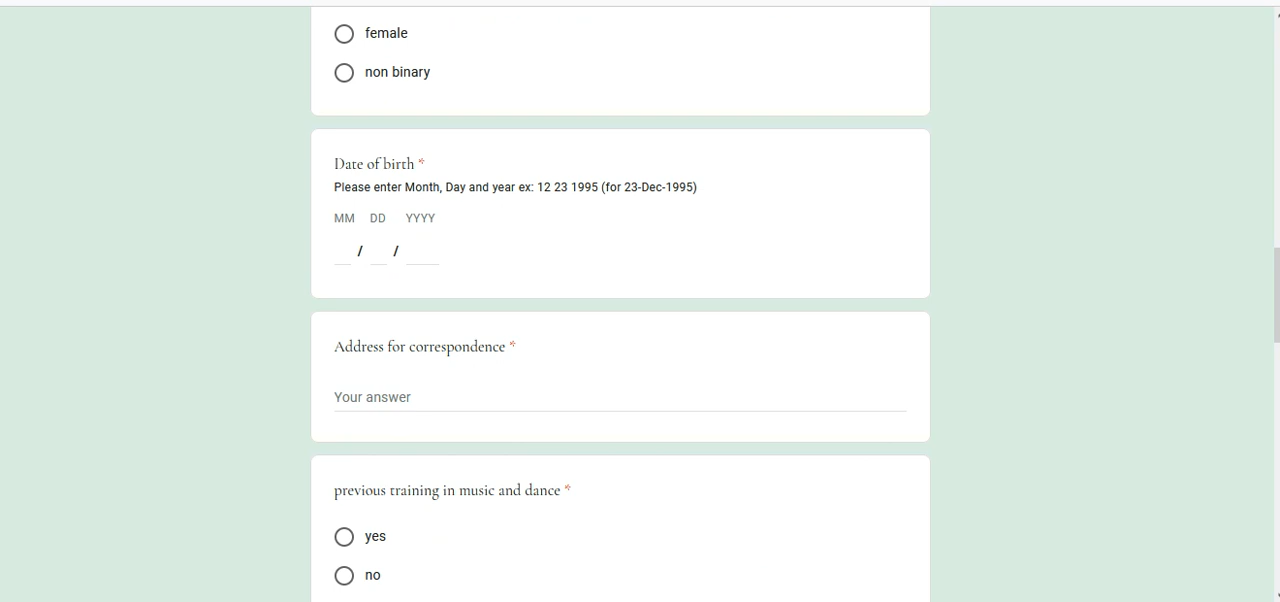 female
non binary
Date of birth *
Please enter Month, Day and year ex: 12 23 1995 (for 23-Dec-1995)
MM DD YYYY
/ /
Address for correspondence *
Your answer
previous training in music and dance *
yes
no